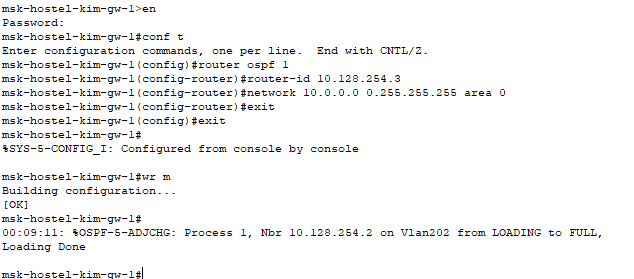 msk-hostel-kim-gw-1>en
Password:
msk-hostel-kim-gw-1#conf t
Enter configuration commands, one per line.  End with CNTL/Z.
msk-hostel-kim-gw-1(config)#router ospf 1
msk-hostel-kim-gw-1(config-router)#router-id 10.128.254.3
msk-hostel-kim-gw-1(config-router)#network 10.0.0.0 0.255.255.255 area 0
msk-hostel-kim-gw-1(config-router)#exit
msk-hostel-kim-gw-1(config)#exit
msk-hostel-kim-gw-1#
%SYS-5-CONFIG_I: Configured from console by console
msk-hostel-kim-gw-1#wr m
Building configuration...
[OK]
msk-hostel-kim-gw-1#
00:09:11: %OSPF-5-ADJCHG: Process 1, Nbr 10.128.254.2 on Vlan202 from LOADING to FULL,
Loading Done
msk-hostel-kim-gw-1#